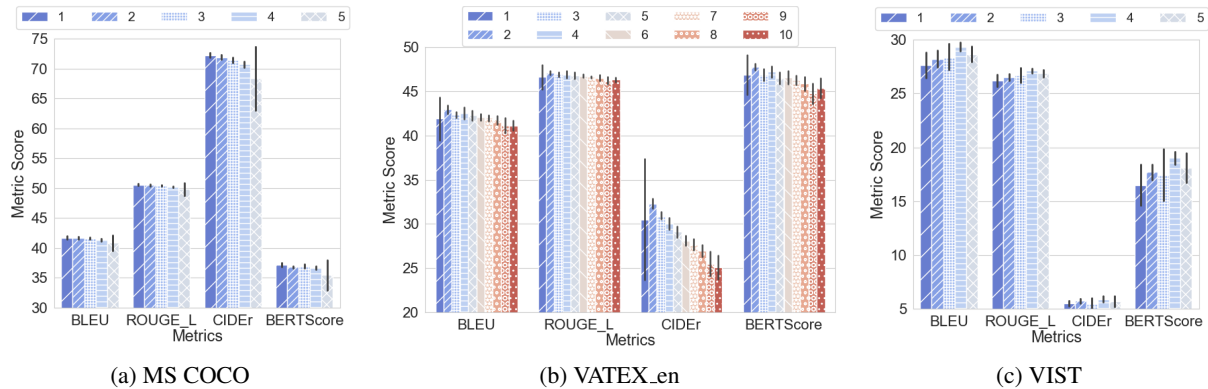 1 2 3 4 5
75
70
65
60
55
50
45
40
35
30
Metric Score
BLEU ROUGE_L CIDEr BERTScore
Metrics
(a) MS COCO
1 3 5 7 9
2 4 6 8 10
50
45
40
35
30
25
20
Metric Score
BLEU ROUGE_L CIDEr BERTScore
Metrics
(b) VATEX_en
1 2 3 4 5
30
25
20
15
10
5
Metric Score
BLEU ROUGE_L CIDEr BERTScore
Metrics
(c) VIST